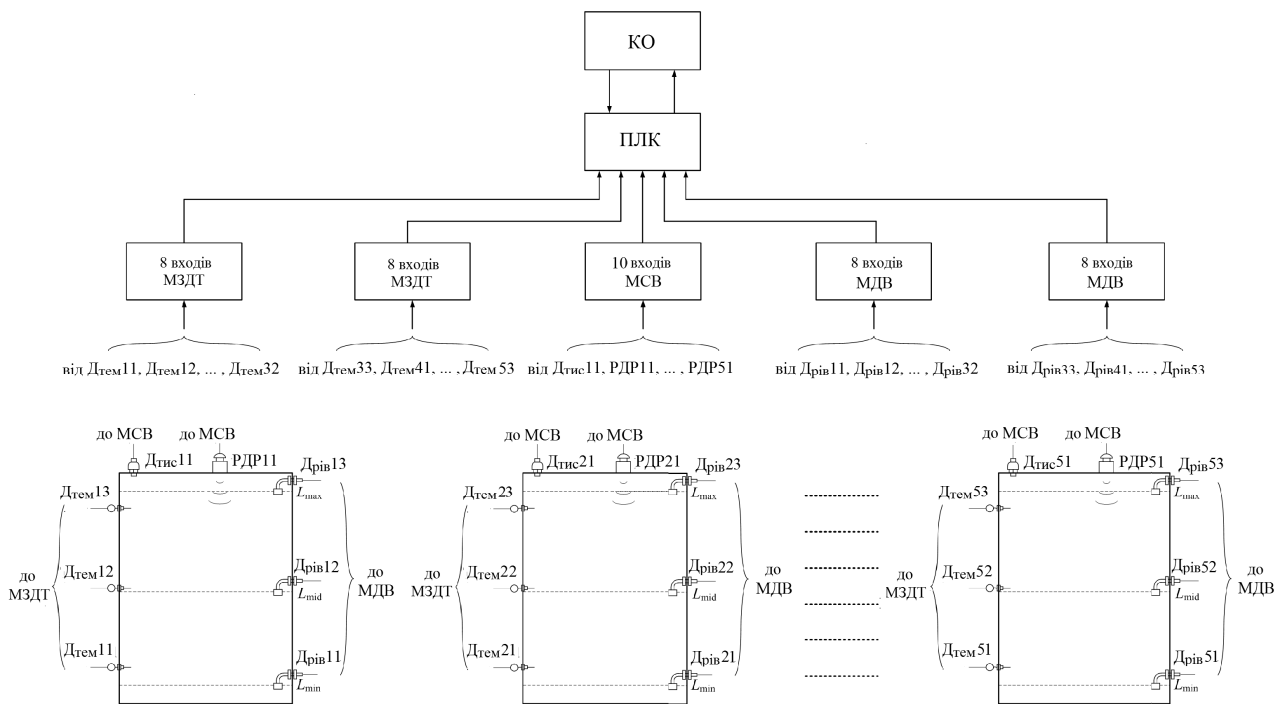 КО
ПЛК
8 входів
МЗДТ
8 входів
МЗДТ
10 входів
МСВ
8 входів
МДВ
8 входів
МДВ
від Дтем11, Дтем12, ... , Дтем32
від Дтем33, Дтем41, ... , Дтем53
від Дтис11, РДР11, ... , РДР51
від Дрів11, Дрів12, ... , Дрів32
від Дрів33, Дрів41, ... , Дрів53
до МСВ
до МСВ
Дтис11
РДР11
Дрів13
Lmax
Дтем13
Дтем12
Дрів12
Lmid
до
МЗДТ
до
МДВ
Дтем11
Дрів11
Lmin
до МСВ
до МСВ
Дтис21
РДР21
Дрів23
Lmax
Дтем23
Дтем22
Дрів22
Lmid
до
МЗДТ
до
МДВ
Дтем21
Дрів21
Lmin
до МСВ
до МСВ
Дтис51
РДР51
Дрів53
Lmax
Дтем53
Дтем52
Дрів52
Lmid
до
МЗДТ
до
МДВ
Дтем51
Дрів51
Lmin